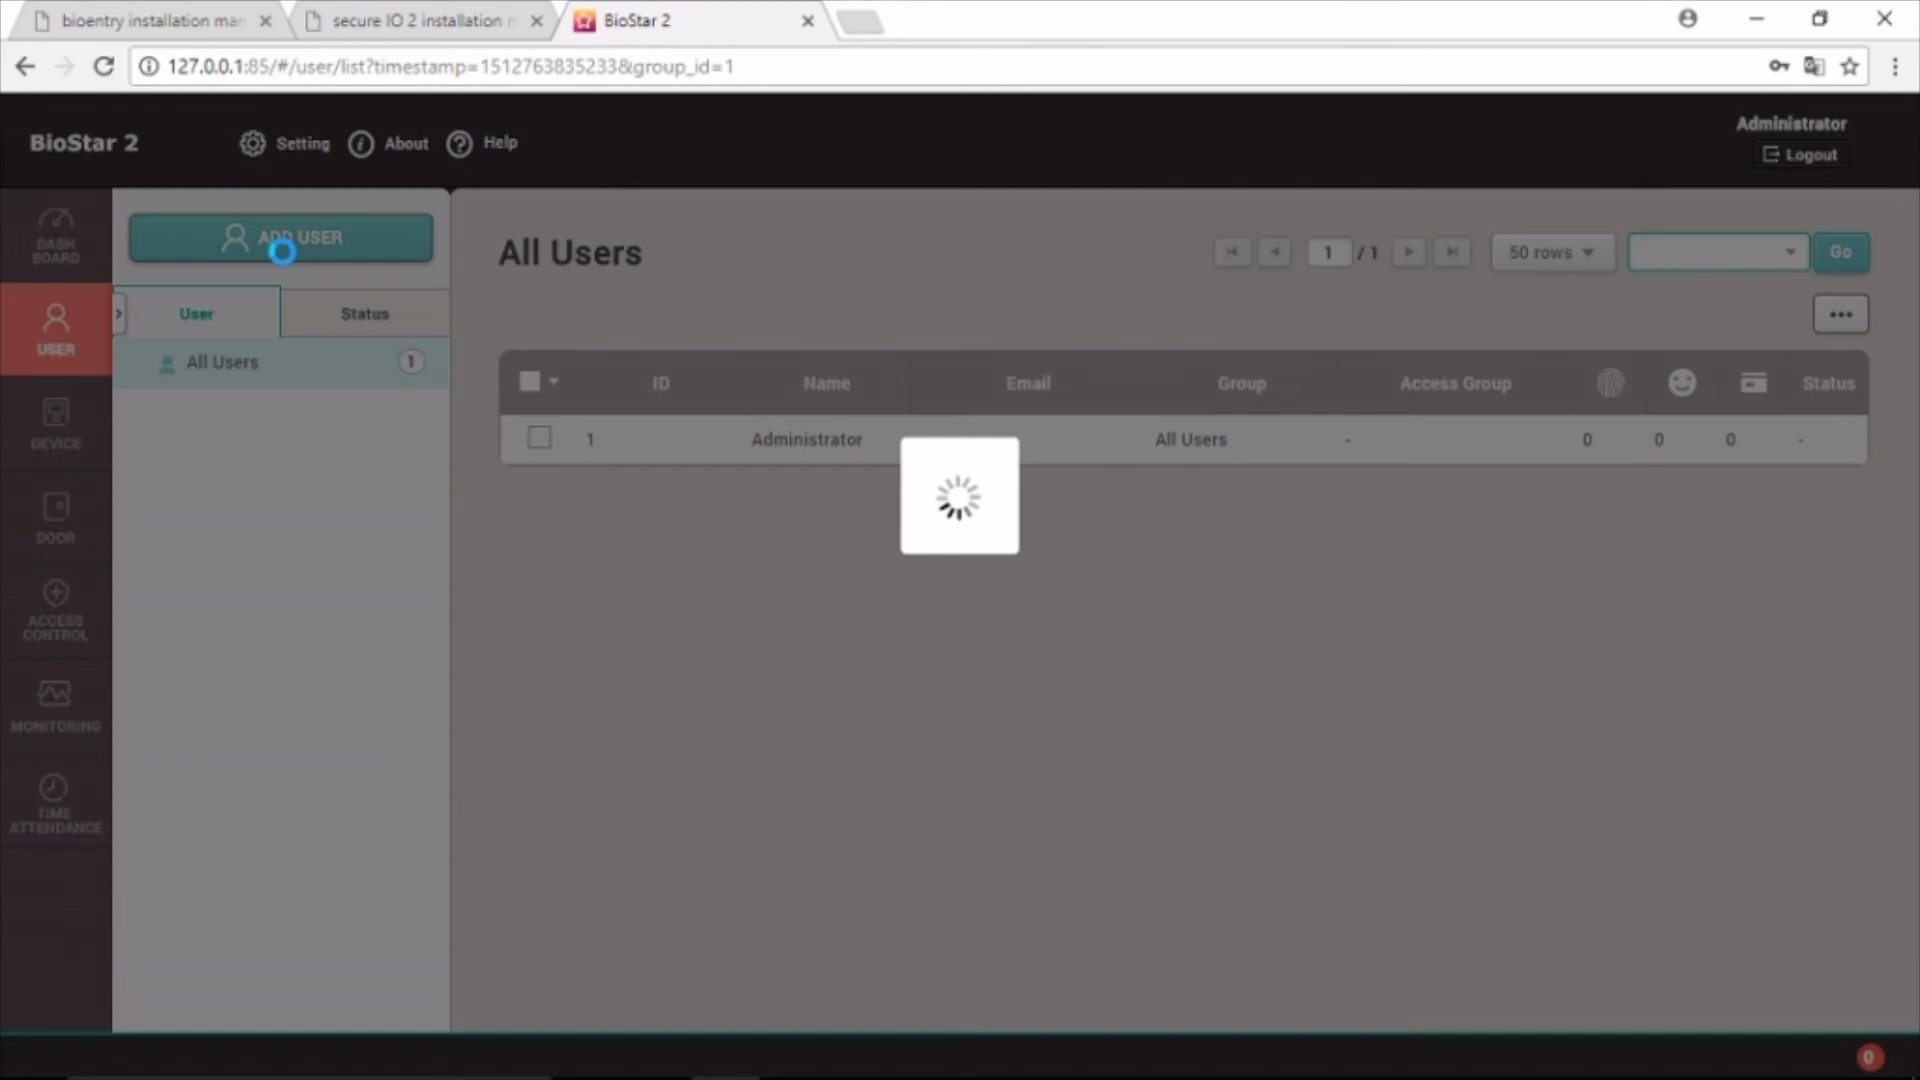 bioentry installation man
secure IO 2 installation n
BioStar 2
127.0.0.1:85/#/user/list?timestamp=1512763835233&group_id=1
BioStar 2
Setting
About
Help
Administrator
Logout
DASH
BOARD
USER
DEVICE
DOOR
ACCESS
CONTROL
MONITORING
TIME
ATTENDANCE
ADD USER
User
Status
All Users
1
All Users
1 / 1
50 rows
Go
ID Name Email Group Access Group Status
1 Administrator All Users - 0 0 0 -
0